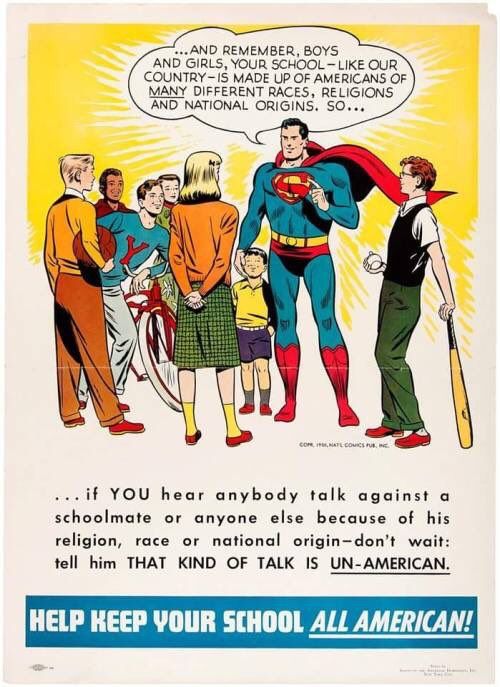 ...AND REMEMBER, BOYS
AND GIRLS, YOUR SCHOOL–LIKE OUR
COUNTRY–IS MADE UP OF AMERICANS OF
MANY DIFFERENT RACES, RELIGIONS
AND NATIONAL ORIGINS. SO...
S
Y
COPR. 1950, NAT'L COMICS PUB., INC.
...if YOU hear anybody talk against a
schoolmate or anyone else because of his
religion, race or national origin–don't wait:
tell him THAT KIND OF TALK IS UN-AMERICAN.
HELP KEEP YOUR SCHOOL ALL AMERICAN!
New York City